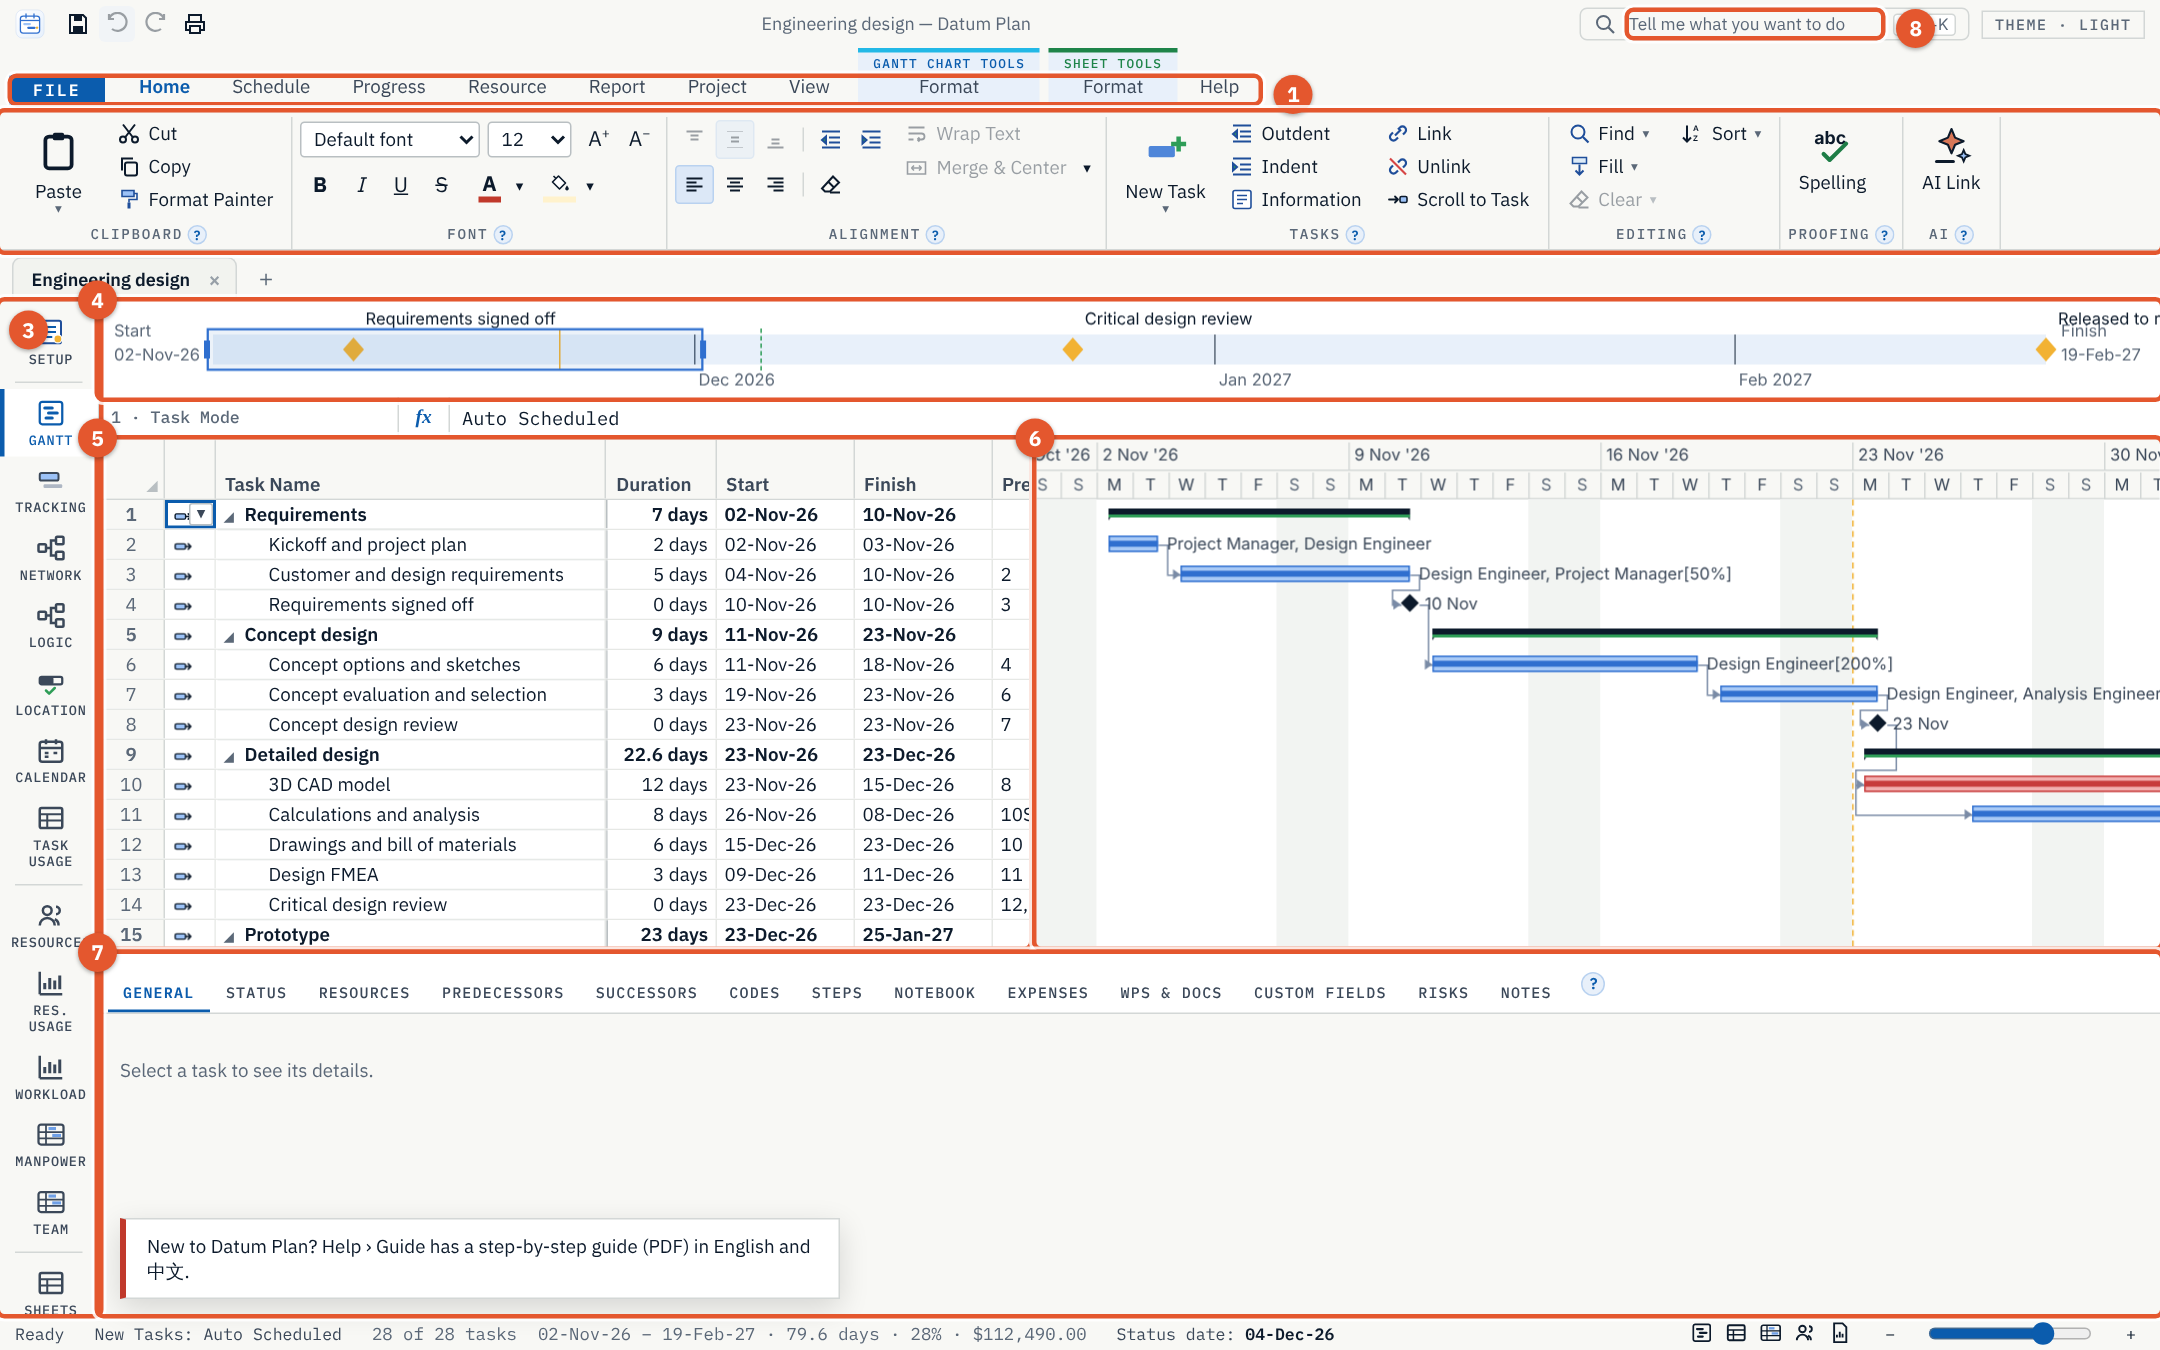 Engineering design — Datum Plan
Tell me what you want to do
8
K
THEME · LIGHT
GANTT CHART TOOLS
SHEET TOOLS
FILE
Home
Schedule
Progress
Resource
Report
Project
View
Format
Format
Help
1
Paste
Cut
Copy
Format Painter
CLIPBOARD ?
Default font
12
A+ A−
B I U S A
FONT ?
Wrap Text
Merge & Center
ALIGNMENT ?
New Task
Outdent
Indent
Information
Link
Unlink
Scroll to Task
TASKS ?
Find
Sort
Fill
Clear
EDITING ?
abc
Spelling
PROOFING ?
AI Link
AI ?
Engineering design × +
4
3
SETUP
GANTT
TRACKING
NETWORK
LOGIC
LOCATION
CALENDAR
TASK
USAGE
RESOURCE
RES.
USAGE
WORKLOAD
MANPOWER
TEAM
SHEETS
Start
02-Nov-26
Requirements signed off
Critical design review
Released to
Finish
19-Feb-27
Dec 2026
Jan 2027
Feb 2027
1 · Task Mode
fx
Auto Scheduled
5
6
Task Name Duration Start Finish Pre
1 Requirements 7 days 02-Nov-26 10-Nov-26
2 Kickoff and project plan 2 days 02-Nov-26 03-Nov-26
3 Customer and design requirements 5 days 04-Nov-26 10-Nov-26 2
4 Requirements signed off 0 days 10-Nov-26 10-Nov-26 3
5 Concept design 9 days 11-Nov-26 23-Nov-26
6 Concept options and sketches 6 days 11-Nov-26 18-Nov-26 4
7 Concept evaluation and selection 3 days 19-Nov-26 23-Nov-26 6
8 Concept design review 0 days 23-Nov-26 23-Nov-26 7
9 Detailed design 22.6 days 23-Nov-26 23-Dec-26
10 3D CAD model 12 days 23-Nov-26 15-Dec-26 8
11 Calculations and analysis 8 days 26-Nov-26 08-Dec-26 10S
12 Drawings and bill of materials 6 days 15-Dec-26 23-Dec-26 10
13 Design FMEA 3 days 09-Dec-26 11-Dec-26 11
14 Critical design review 0 days 23-Dec-26 23-Dec-26 12,
15 Prototype 23 days 23-Dec-26 25-Jan-27
Oct '26 2 Nov '26 9 Nov '26 16 Nov '26 23 Nov '26 30 Nov
S S M T W T F S S M T W T F S S M T W T F S S M T W T F S S M T
Project Manager, Design Engineer
Design Engineer, Project Manager[50%]
10 Nov
Design Engineer[200%]
Design Engineer, Analysis Engineer
23 Nov
7
GENERAL STATUS RESOURCES PREDECESSORS SUCCESSORS CODES STEPS NOTEBOOK EXPENSES WPS & DOCS CUSTOM FIELDS RISKS NOTES ?
Select a task to see its details.
New to Datum Plan? Help › Guide has a step-by-step guide (PDF) in English and
中文.
Ready New Tasks: Auto Scheduled 28 of 28 tasks 02-Nov-26 – 19-Feb-27 · 79.6 days · 28% · $112,490.00 Status date: 04-Dec-26 − +